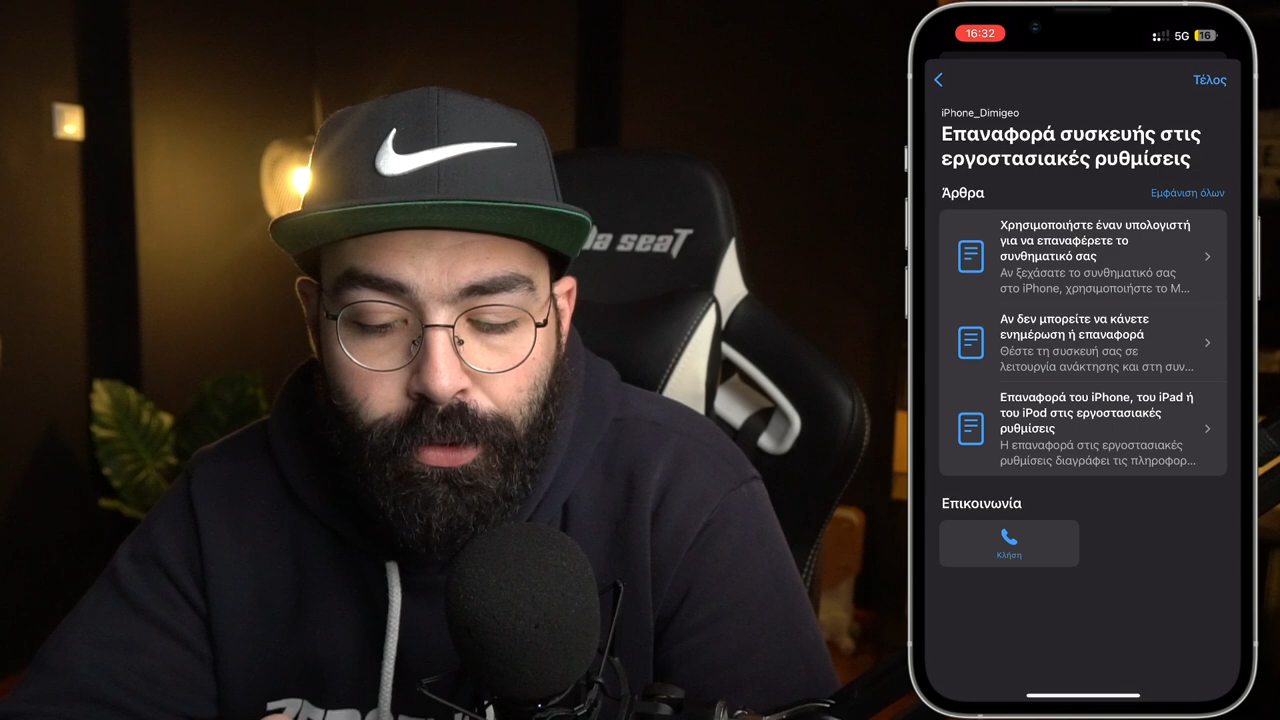 16:32
5G
16
Τέλος
iPhone_Dimigeo
Επαναφορά συσκευής στις
εργοστασιακές ρυθμίσεις
Άρθρα
Εμφάνιση όλων
Χρησιμοποιήστε έναν υπολογιστή
για να επαναφέρετε το
συνθηματικό σας
Αν ξεχάσατε το συνθηματικό σας
στο iPhone, χρησιμοποιήστε το M...
Αν δεν μπορείτε να κάνετε
ενημέρωση ή επαναφορά
Θέστε τη συσκευή σας σε
λειτουργία ανάκτησης και στη συν...
Επαναφορά του iPhone, του iPad ή
του iPod στις εργοστασιακές
ρυθμίσεις
Η επαναφορά στις εργοστασιακές
ρυθμίσεις διαγράφει τις πληροφορ...
Επικοινωνία
Κλήση
a seaT